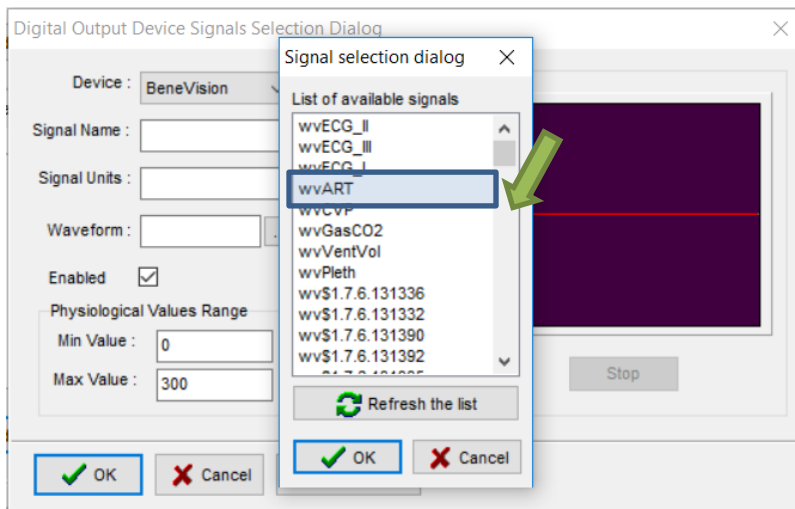 Digital Output Device Signals Selection Dialog
Signal selection dialog
Device :
BeneVision
List of available signals
Signal Name :
wvECG_II
wvECG_III
wvECG_I
Signal Units :
wvART
wvCVP
Waveform :
wvGasCO2
wvVentVol
Enabled
wvPleth
wv$1.7.6.131336
Physiological Values Range
wv$1.7.6.131332
Min Value :
0
wv$1.7.6.131390
wv$1.7.6.131392
Max Value :
300
Stop
Refresh the list
OK
Cancel
OK
Cancel